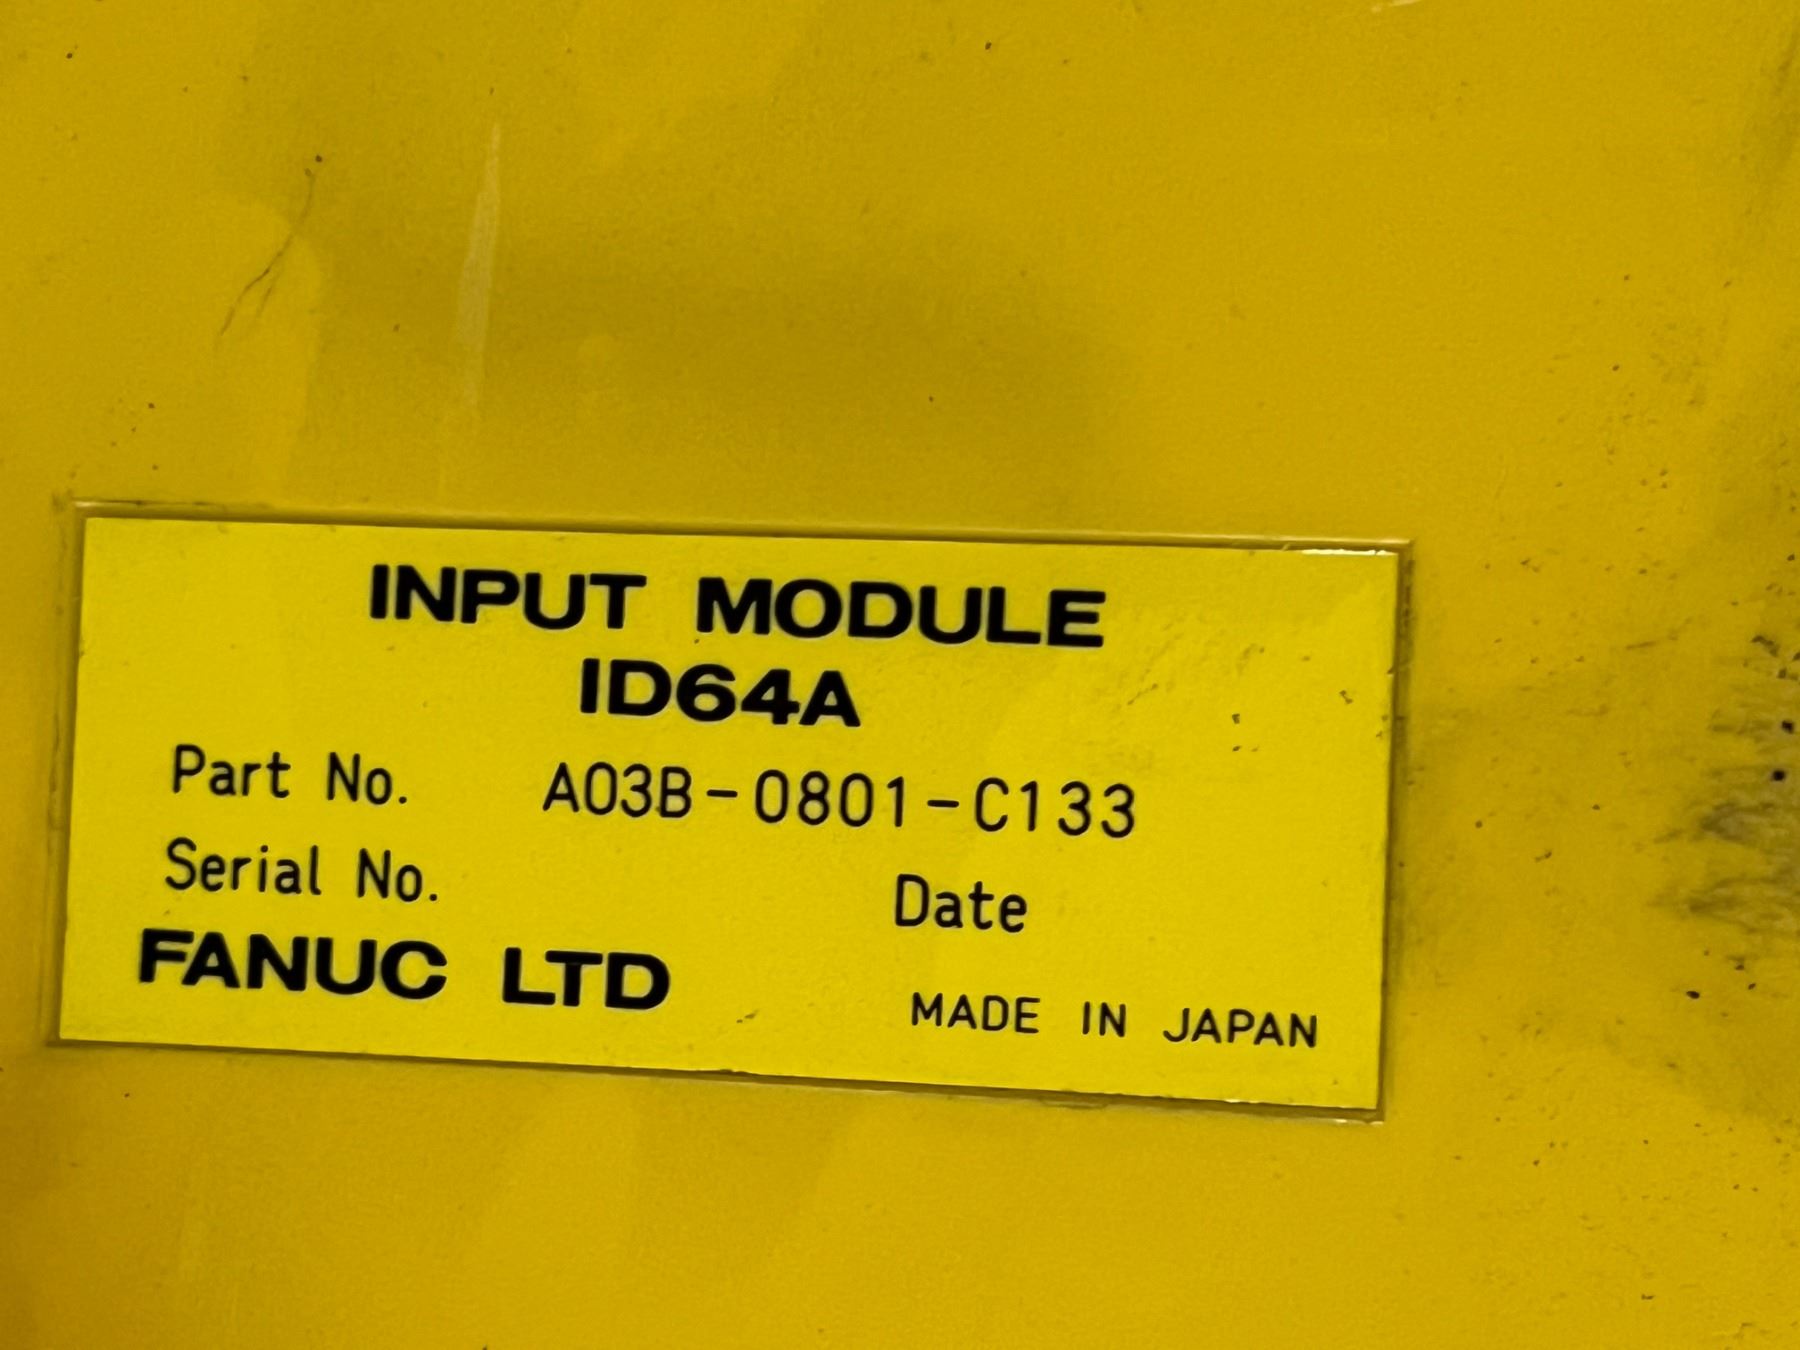 INPUT MODULE
ID64A
Part No. A03B-0801-C133
Serial No. Date
FANUC LTD MADE IN JAPAN